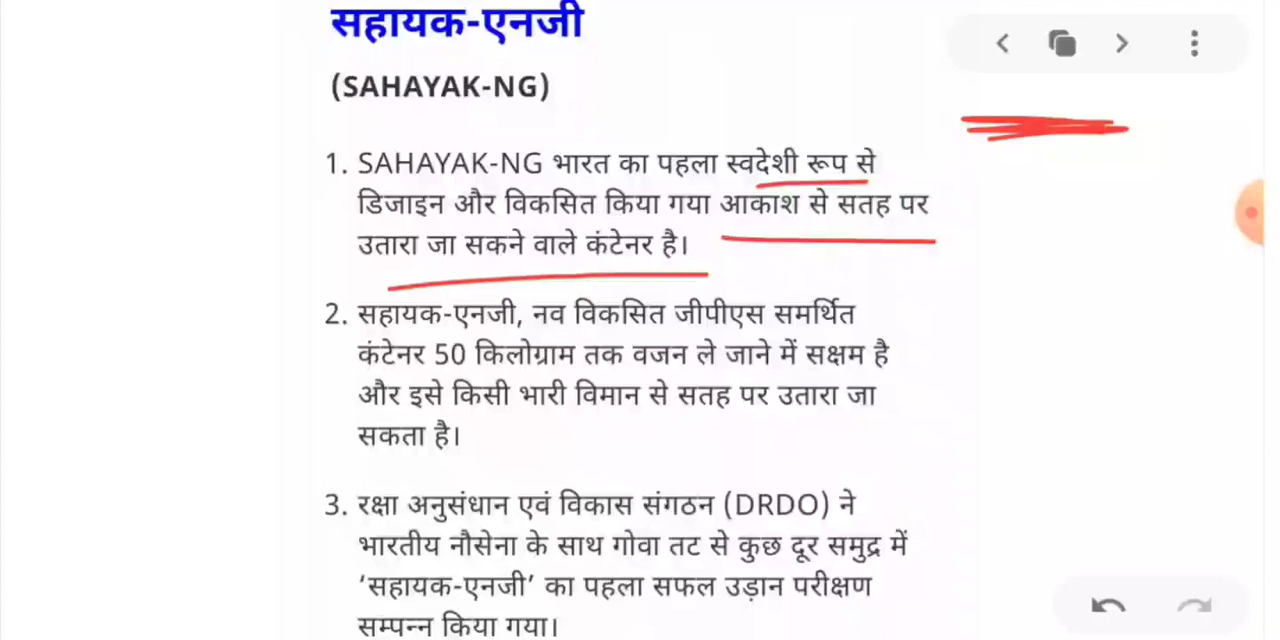 सहायक-एनजी
(SAHAYAK-NG)
1. SAHAYAK-NG भारत का पहला स्वदेशी रूप से
डिजाइन और विकसित किया गया आकाश से सतह पर
उतारा जा सकने वाले कंटेनर है।
2. सहायक-एनजी, नव विकसित जीपीएस समर्थित
कंटेनर 50 किलोग्राम तक वजन ले जाने में सक्षम है
और इसे किसी भारी विमान से सतह पर उतारा जा
सकता है।
3. रक्षा अनुसंधान एवं विकास संगठन (DRDO) ने
भारतीय नौसेना के साथ गोवा तट से कुछ दूर समुद्र में
‘सहायक-एनजी’ का पहला सफल उड़ान परीक्षण
सम्पन्न किया गया।